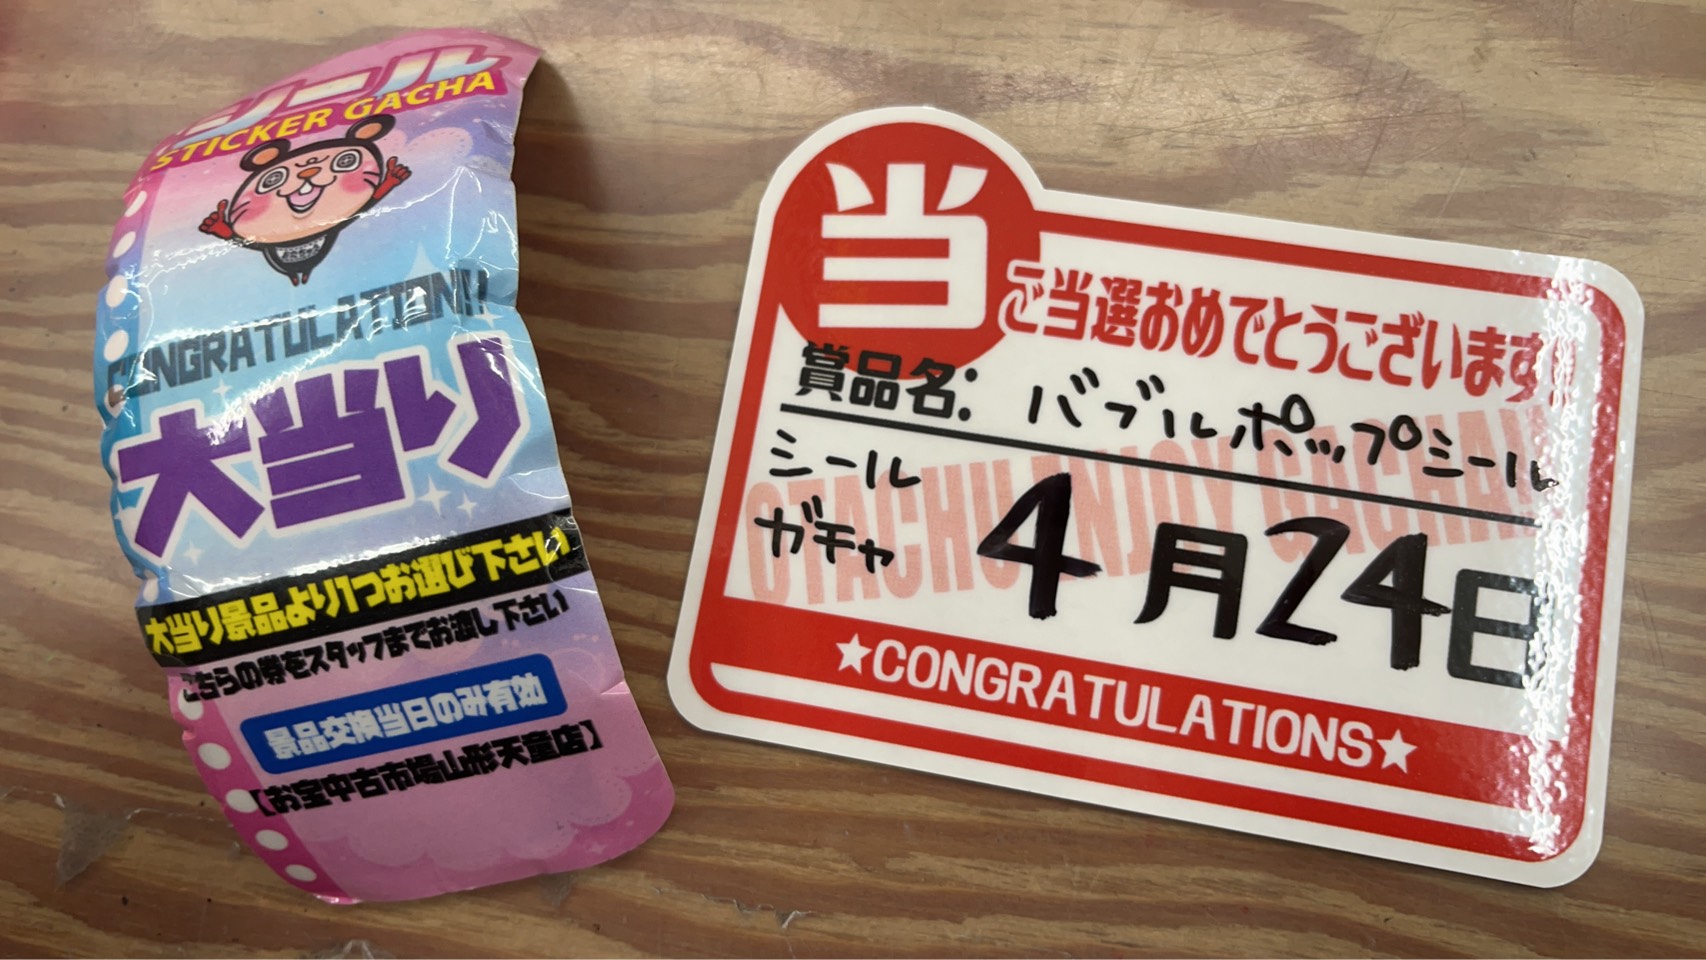 シール
STICKER GACHA
CONGRATULATION!!
大当り
大当り景品より1つお選び下さい
こちらの券をスタッフまでお渡し下さい
景品交換当日のみ有効
【お宝中古市場山形天童店】
当
ご当選おめでとうございます!!
賞品名: バブルポップシール
シール
ガチャ
4月24日
OTACHU ENJOY GACHA!!
★CONGRATULATIONS★